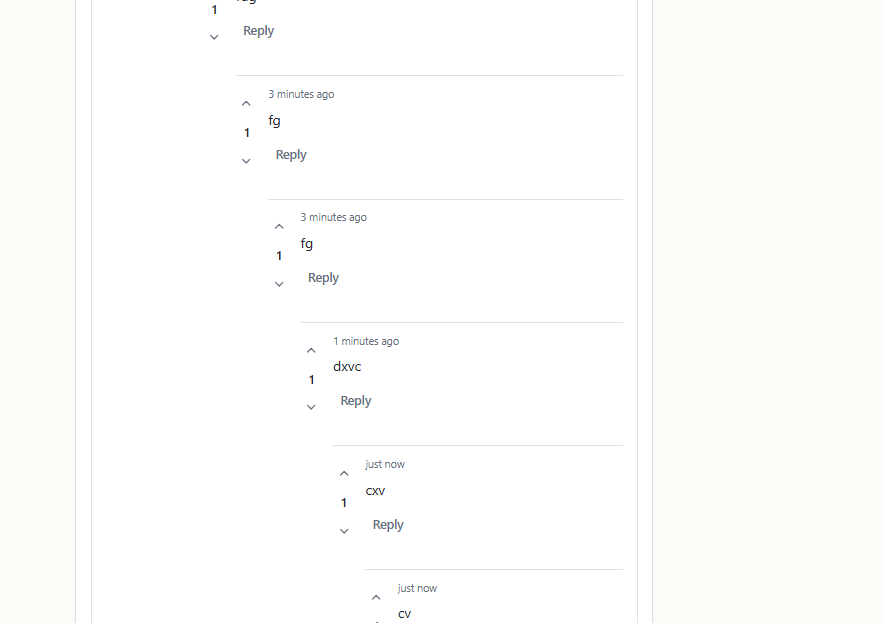 1
Reply
3 minutes ago
fg
1
Reply
3 minutes ago
fg
1
Reply
1 minutes ago
dxvc
1
Reply
just now
cxv
1
Reply
just now
cv